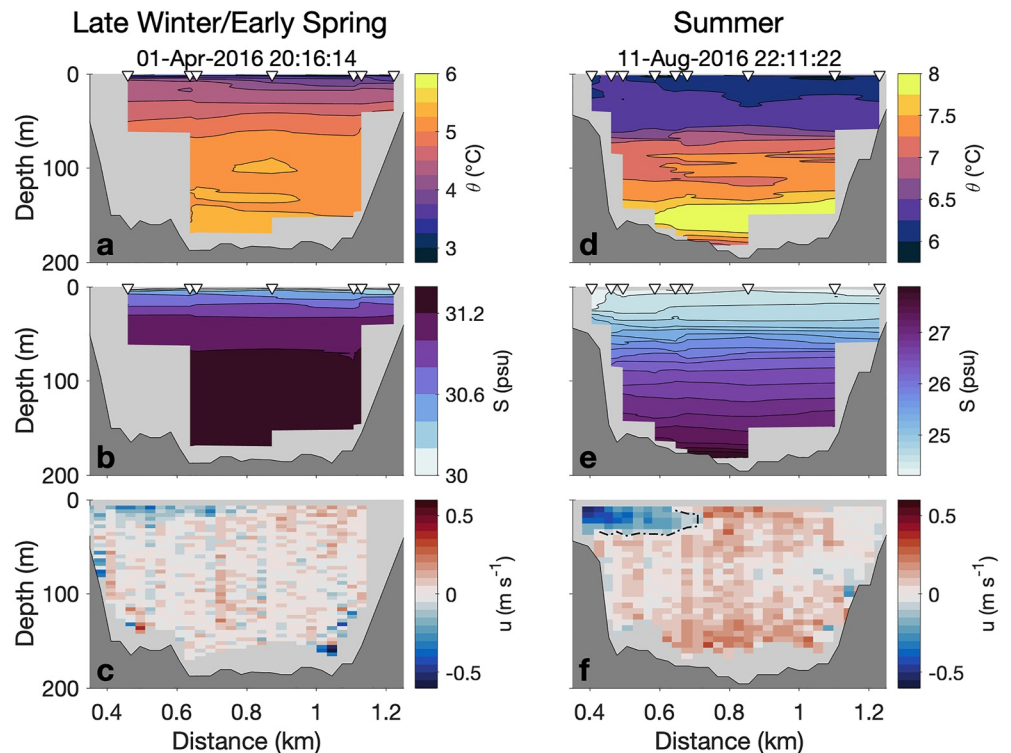 Late Winter/Early Spring
Summer
01-Apr-2016 20:16:14
11-Aug-2016 22:11:22
0
100
200
Depth (m)
a
6
5
4
3
θ (°C)
0
100
200
d
8
7.5
7
6.5
6
θ (°C)
0
100
200
Depth (m)
b
31.2
30.6
30
S (psu)
0
100
200
e
27
26
25
S (psu)
0
100
200
Depth (m)
c
0.5
0
-0.5
u (m s⁻¹)
0
100
200
f
0.5
0
-0.5
u (m s⁻¹)
0.4 0.6 0.8 1 1.2
0.4 0.6 0.8 1 1.2
Distance (km)
Distance (km)